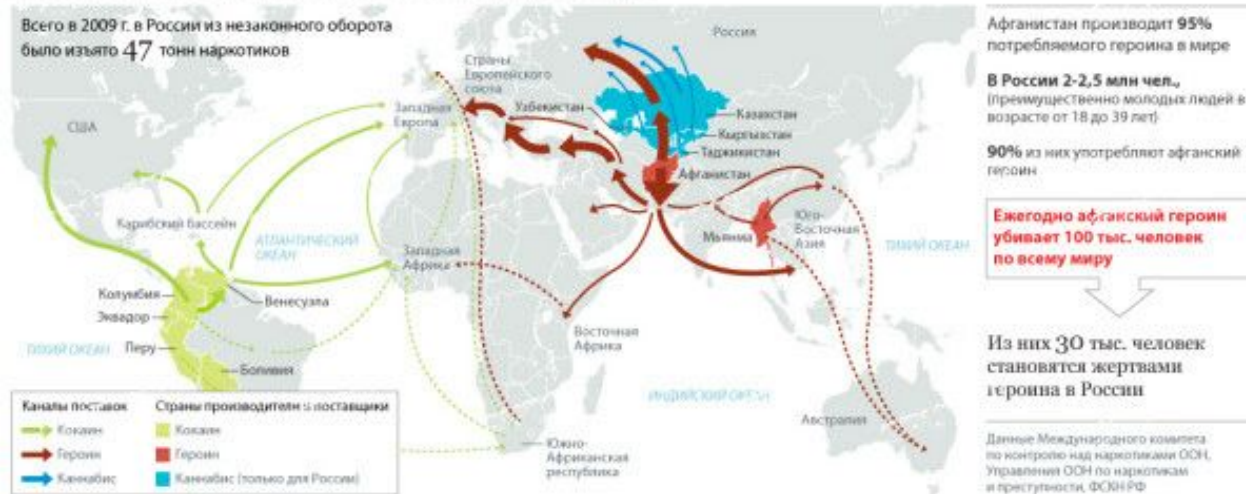 Всего в 2009 г. в России из незаконного оборота
было изъято 47 тонн наркотиков
США
Карибский бассейн
АТЛАНТИЧЕСКИЙ
ОКЕАН
Колумбия
Эквадор
Венесуэла
Перу
ТИХИЙ ОКЕАН
Боливия
Западная
Европа
Страны
Европейского
союза
Россия
Узбекистан
Казахстан
Кыргызстан
Таджикистан
Афганистан
Мьянма
Юго-
Восточная
Азия
ТИХИЙ ОКЕАН
Западная
Африка
Восточная
Африка
ИНДИЙСКИЙ ОКЕАН
Австралия
Южно-
Африканская
республика
Каналы поставок
Кокаин
Героин
Каннабис
Страны производители и поставщики
Кокаин
Героин
Каннабис (только для России)
Афганистан производит 95%
потребляемого героина в мире
В России 2-2,5 млн чел.,
(преимущественно молодых людей в
возрасте от 18 до 39 лет)
90% из них употребляют афганский
героин
Ежегодно афганский героин
убивает 100 тыс. человек
по всему миру
Из них 30 тыс. человек
становятся жертвами
героина в России
Данные Международного комитета
по контролю над наркотиками ООН,
Управления ООН по наркотикам
и преступности, ФСКН РФ